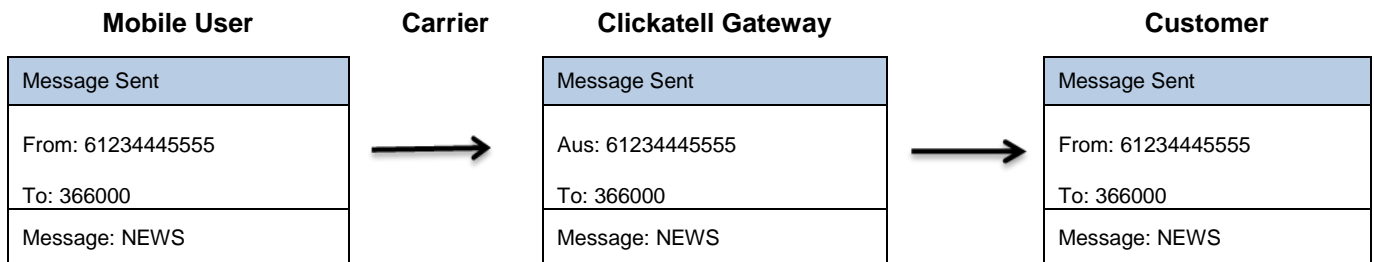 Mobile User
Carrier
Clickatell Gateway
Customer
Message Sent
From: 61234445555
To: 366000
Message: NEWS
Message Sent
Aus: 61234445555
To: 366000
Message: NEWS
Message Sent
From: 61234445555
To: 366000
Message: NEWS